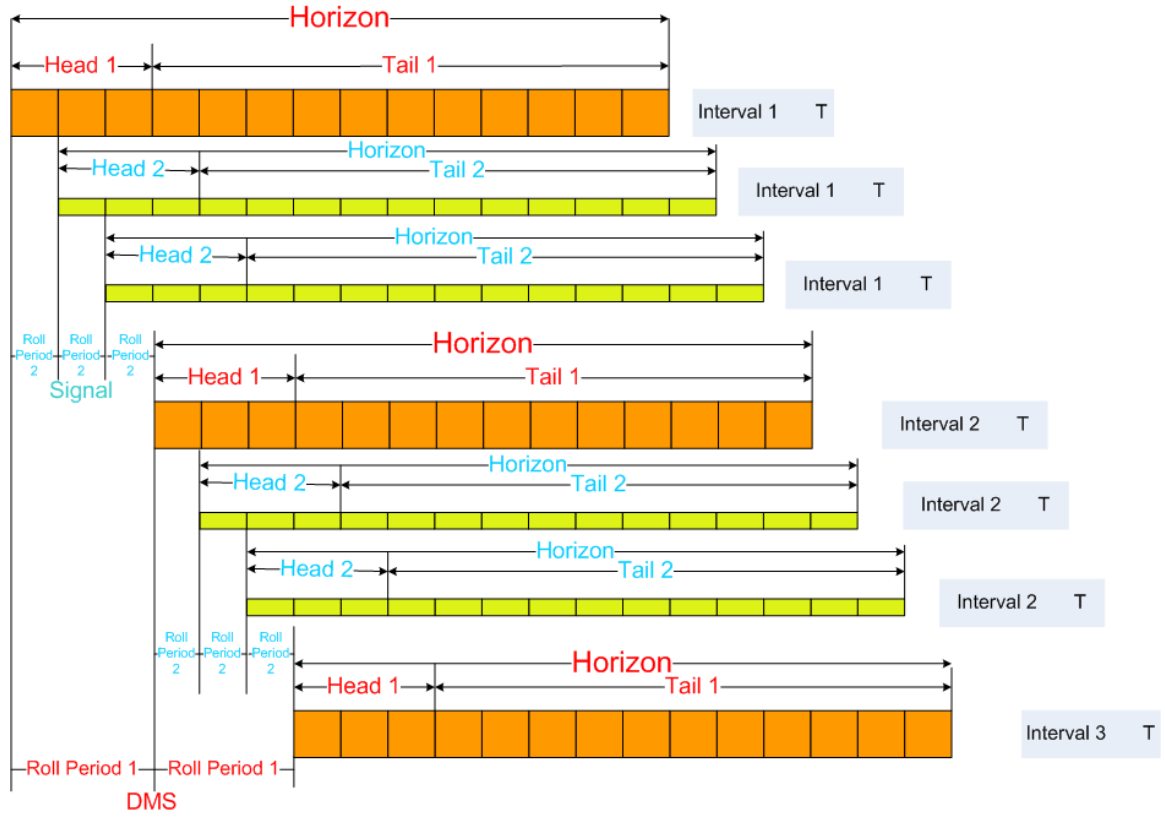 Horizon
Head 1 Tail 1
Interval 1 T
Horizon
Head 2 Tail 2
Interval 1 T
Horizon
Head 2 Tail 2
Interval 1 T
Roll Roll Roll
Period Period Period
2 2 2
Signal
Horizon
Head 1 Tail 1
Interval 2 T
Horizon
Head 2 Tail 2
Interval 2 T
Horizon
Head 2 Tail 2
Interval 2 T
Roll Roll Roll
Period Period Period
2 2 2
Horizon
Head 1 Tail 1
Interval 3 T
Roll Period 1 Roll Period 1
DMS